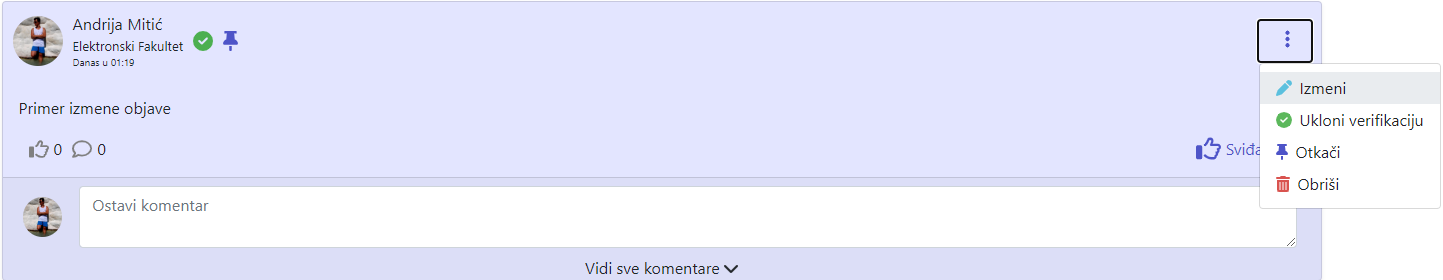 Andrija Mitić
Elektronski Fakultet
Danas u 01:19
Izmeni
Primer izmene objave
Ukloni verifikaciju
0 0
Otkači
Obriši
Ostavi komentar
Vidi sve komentare